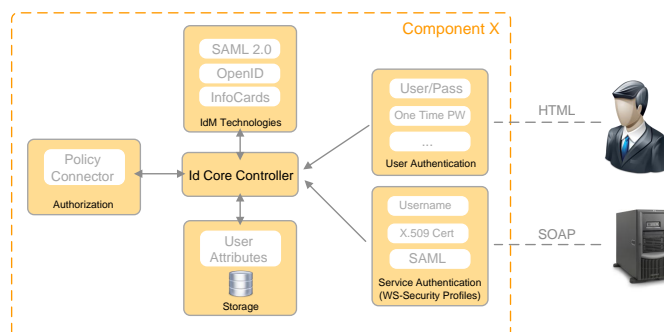 Component X
SAML 2.0
OpenID
InfoCards
IdM Technologies
User/Pass
One Time PW
...
User Authentication
HTML
Policy
Connector
Authorization
Id Core Controller
Username
X.509 Cert
SAML
Service Authentication
(WS-Security Profiles)
SOAP
User
Attributes
Storage